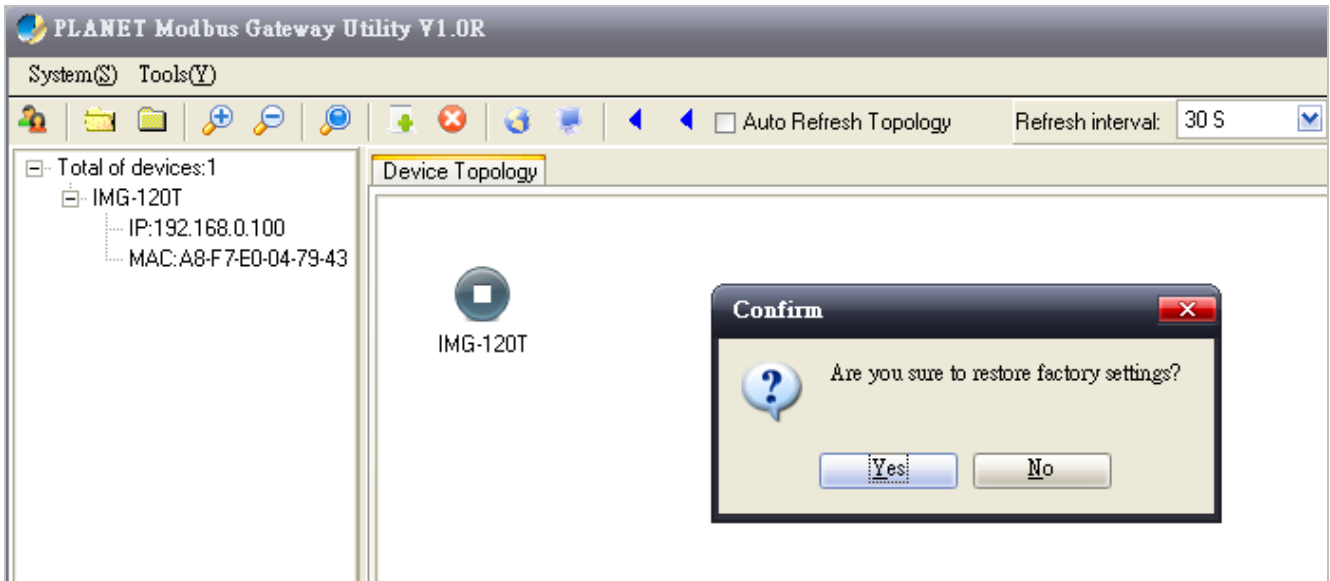 PLANET Modbus Gateway Utility V1.0R
System(S) Tools(Y)
Auto Refresh Topology Refresh interval: 30 S
Total of devices:1
IMG-120T
IP:192.168.0.100
MAC:A8-F7-E0-04-79-43
Device Topology
IMG-120T
Confirm
Are you sure to restore factory settings?
Yes No